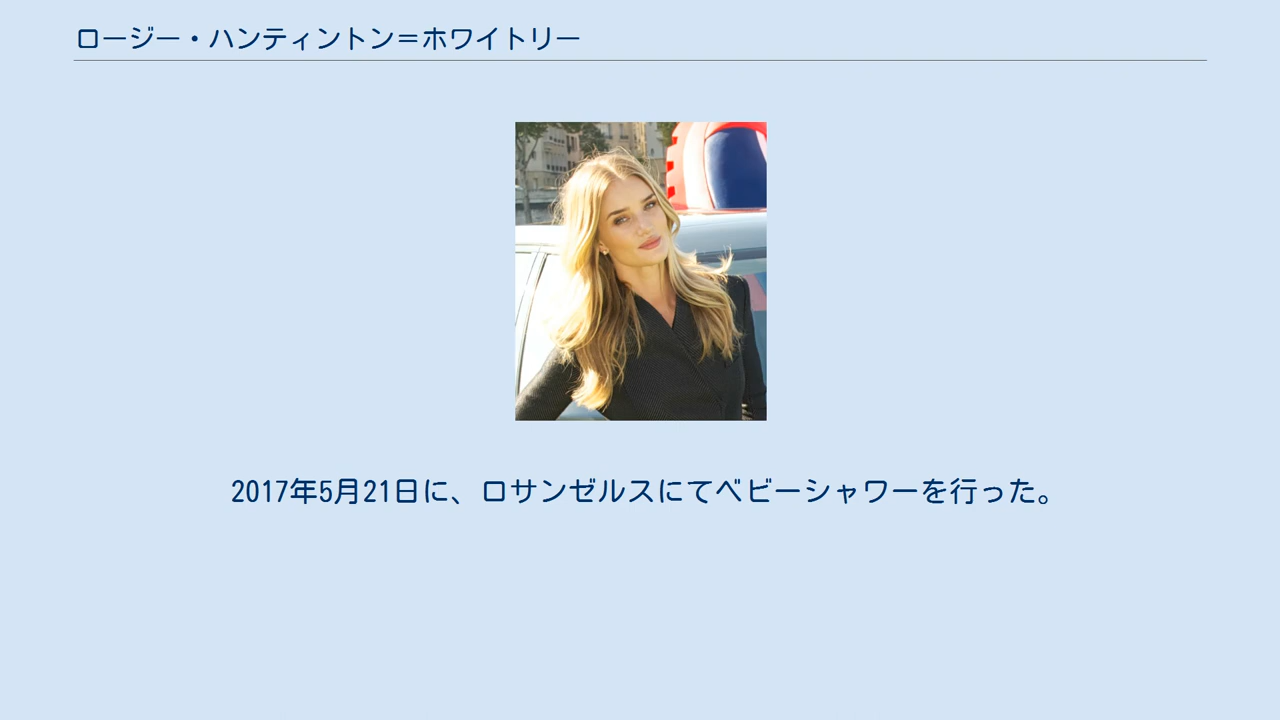 ロージー・ハンティントン＝ホワイトリー
2017年5月21日に、ロサンゼルスにてベビーシャワーを行った。